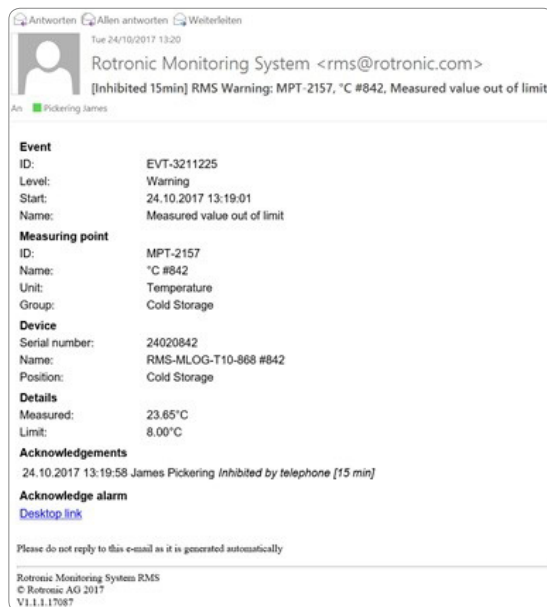 Antworten Allen antworten Weiterleiten
Tue 24/10/2017 13:20
Rotronic Monitoring System <rms@rotronic.com>
[Inhibited 15min] RMS Warning: MPT-2157, °C #842, Measured value out of limit
An Pickering James
Event
ID: EVT-3211225
Level: Warning
Start: 24.10.2017 13:19:01
Name: Measured value out of limit
Measuring point
ID: MPT-2157
Name: °C #842
Unit: Temperature
Group: Cold Storage
Device
Serial number: 24020842
Name: RMS-MLOG-T10-868 #842
Position: Cold Storage
Details
Measured: 23.65°C
Limit: 8.00°C
Acknowledgements
24.10.2017 13:19:58 James Pickering Inhibited by telephone [15 min]
Acknowledge alarm
Desktop link
Please do not reply to this e-mail as it is generated automatically
Rotronic Monitoring System RMS
© Rotronic AG 2017
V1.1.1.17087